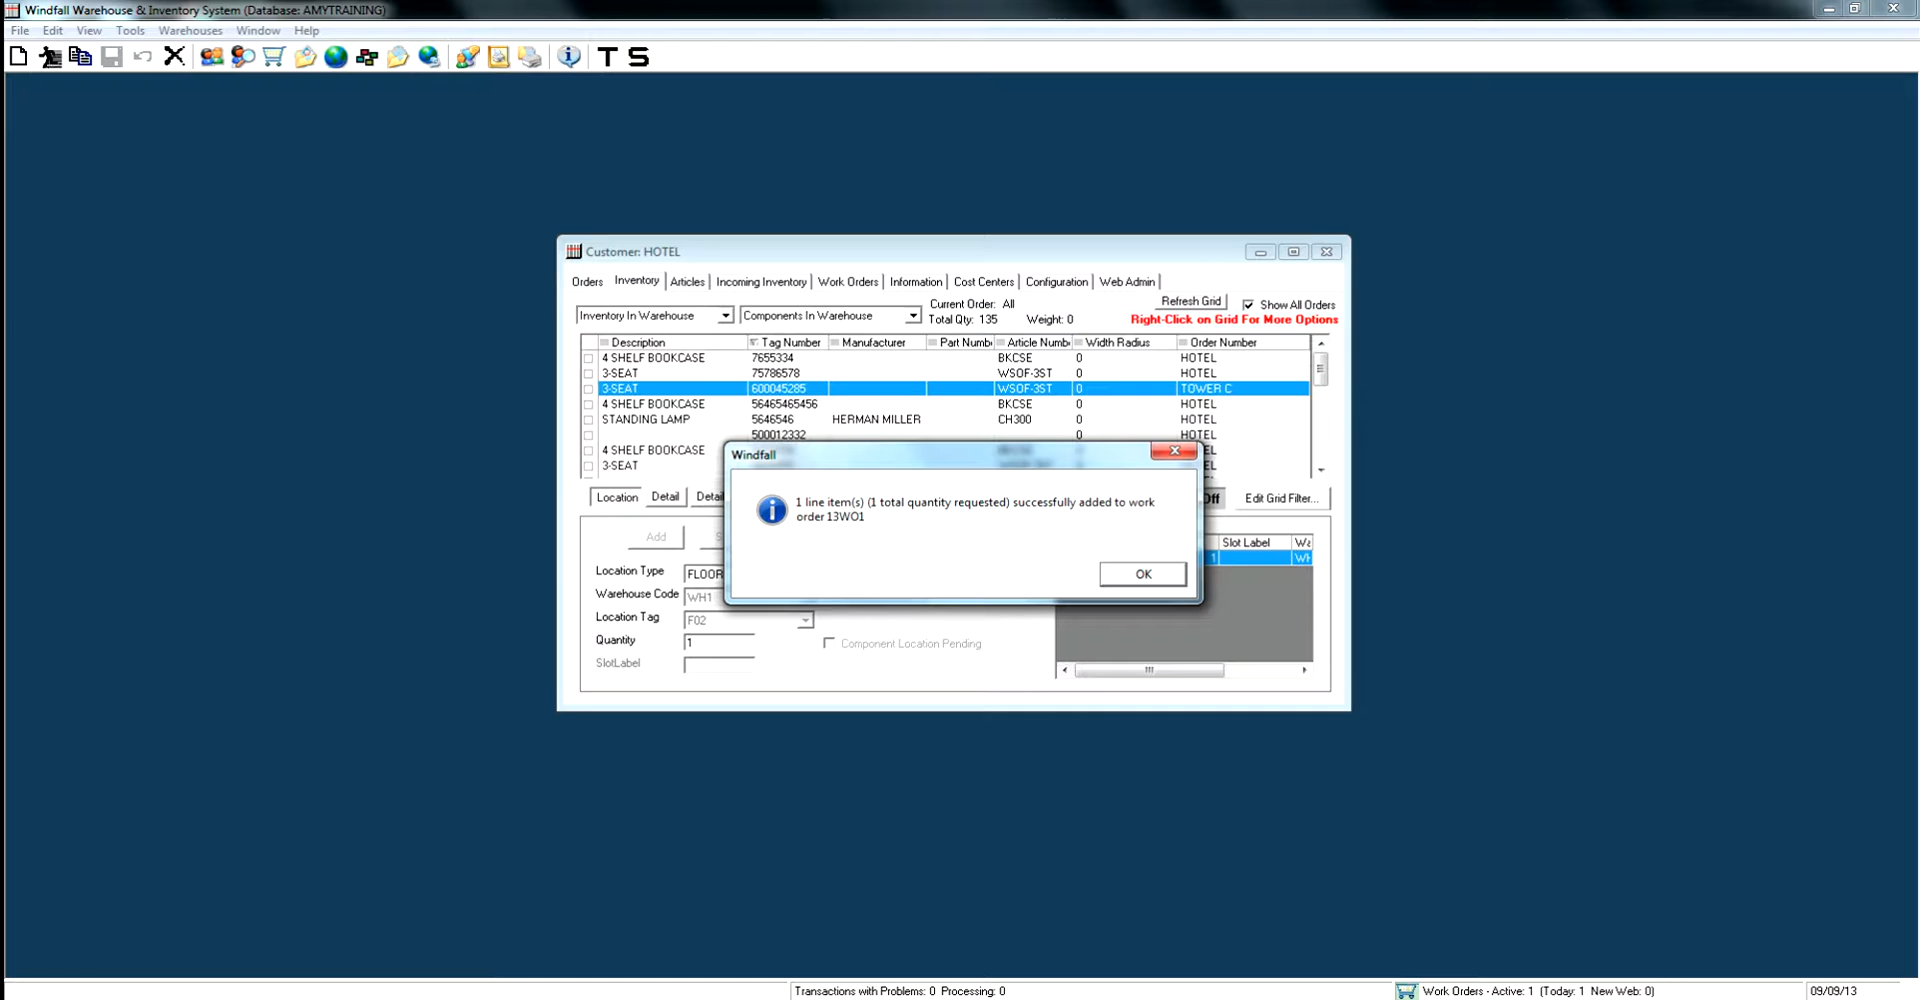 Windfall Warehouse & Inventory System (Database: AMYTRAINING)
File Edit View Tools Warehouses Window Help
T S
Customer: HOTEL
Orders Inventory Articles Incoming Inventory Work Orders Information Cost Centers Configuration Web Admin
Inventory In Warehouse Components In Warehouse
Current Order: All
Total Qty: 135 Weight: 0
Refresh Grid Show All Orders
Right-Click on Grid For More Options
Description Tag Number Manufacturer Part Numb Article Numb Width Radius Order Number
4 SHELF BOOKCASE 7655334 BKCSE 0 HOTEL
3-SEAT 75786578 WSOF-3ST 0 HOTEL
3-SEAT 600045285 WSOF-3ST 0 TOWER C
4 SHELF BOOKCASE 56465465456 BKCSE 0 HOTEL
STANDING LAMP 5646546 HERMAN MILLER CH300 0 HOTEL
500012332 0 HOTEL
4 SHELF BOOKCASE EL
3-SEAT EL
Windfall
1 line item(s) (1 total quantity requested) successfully added to work
order 13WO1
OK
Location Detail Detai Off Edit Grid Filter...
Add S
Slot Label Wa
1 WH
Location Type FLOOR
Warehouse Code WH1
Location Tag F02
Quantity 1
Component Location Pending
SlotLabel
Transactions with Problems: 0 Processing: 0
Work Orders - Active: 1 (Today: 1 New Web: 0)
09/09/13